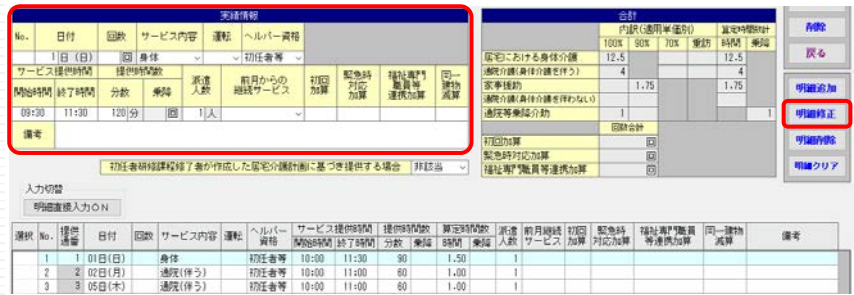 実績情報
No. 日付 回数 サービス内容 運転 ヘルパー資格
1 日 (日) 回 身体 初任者等
サービス提供時間 提供時間数 派遣人数 前月からの継続サービス 初回加算 緊急時対応加算 福祉専門職員等連携加算 同一建物減算
開始時間 終了時間 分数 乗降
09:30 11:30 120 分 回 1 人
備考
合計
内訳(適用単価別) 算定時間数計
100% 90% 70% 重訪 時間 乗降
居宅における身体介護 12.5 12.5
通院介護(身体介護を伴う) 4 4
家事援助 1.75 1.75
通院介護(身体介護を伴わない)
通院等乗降介助 1 1
回数合計
初回加算 回
緊急時対応加算 回
福祉専門職員等連携加算 回
削除
戻る
明細追加
明細修正
明細削除
明細クリア
初任者研修課程修了者が作成した居宅介護計画に基づき提供する場合 非該当
入力切替
明細直接入力ON
選択 No. 提供通番 日付 回数 サービス内容 運転 ヘルパー資格 サービス提供時間 提供時間数 算定時間数 派遣人数 前月継続サービス 初回加算 緊急時対応加算 福祉専門職員等連携加算 同一建物減算 備考
開始時間 終了時間 分数 乗降 時間 乗降
1 1 01日(日) 身体 初任者等 10:00 11:30 90 1.50 1
2 2 02日(月) 通院(伴う) 初任者等 10:00 11:00 60 1.00 1
3 3 05日(木) 通院(伴う) 初任者等 10:00 11:00 60 1.00 1